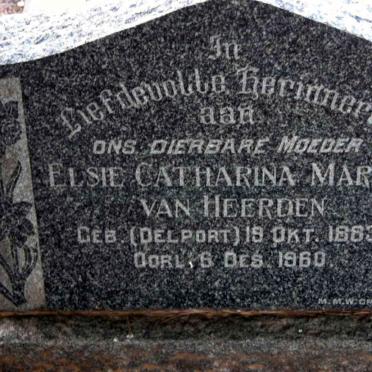 In
Liefdevolle Herinner
aan
ONS DIERBARE MOEDER
ELSIE CATHARINA MAR
VAN HEERDEN
GEB. (DELPORT) 19 OKT. 1883
OORL. 6 DES. 1960.
M.M.W. C